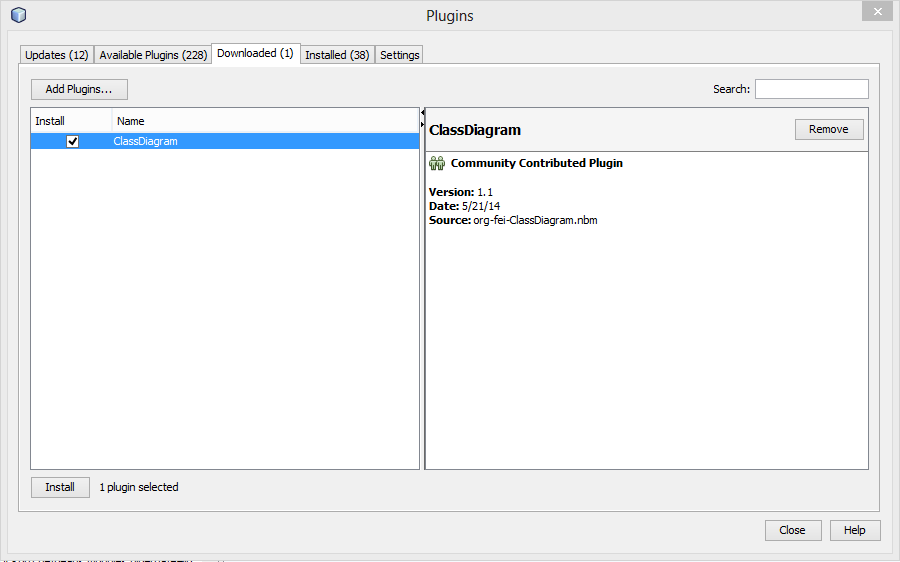 Plugins
Updates (12) Available Plugins (228) Downloaded (1) Installed (38) Settings
Add Plugins... Search:
Install Name
ClassDiagram
ClassDiagram Remove
Community Contributed Plugin
Version: 1.1
Date: 5/21/14
Source: org-fei-ClassDiagram.nbm
Install 1 plugin selected
Close Help